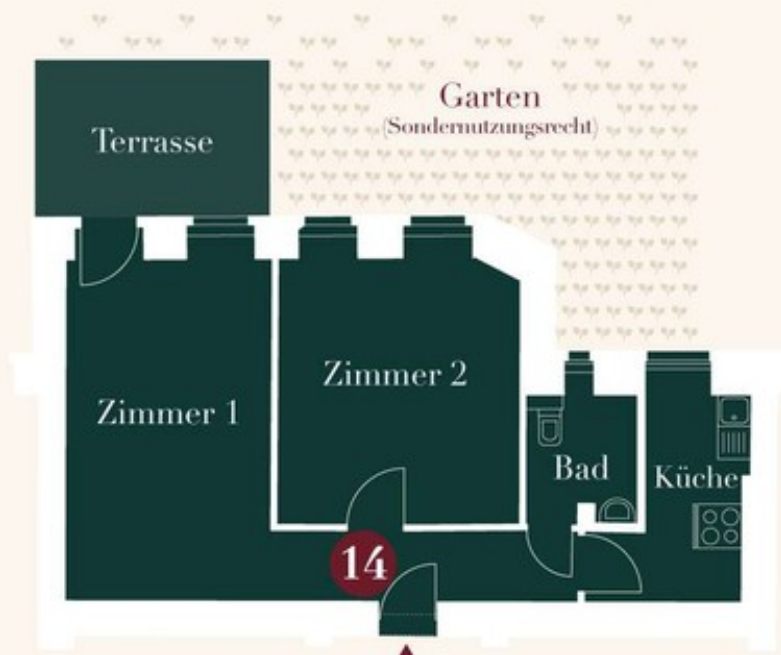 Garten
(Sondernutzungsrecht)
Terrasse
Zimmer 1
Zimmer 2
Bad
Küche
14